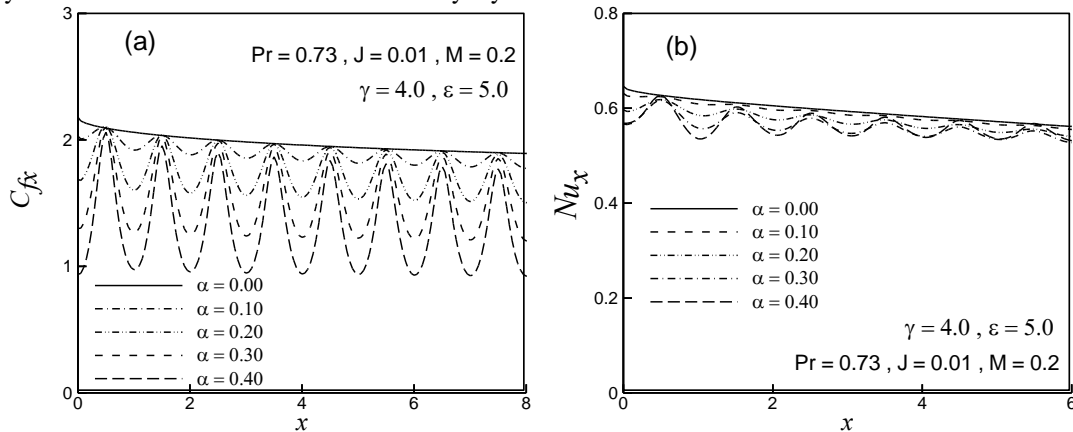 (a)
Pr = 0.73 , J = 0.01 , M = 0.2
γ = 4.0 , ε = 5.0
3
2
1
0
C_fx
α = 0.00
α = 0.10
α = 0.20
α = 0.30
α = 0.40
0 2 4 6 8
x
(b)
0.8
0.6
0.4
0.2
0
Nu_x
α = 0.00
α = 0.10
α = 0.20
α = 0.30
α = 0.40
γ = 4.0 , ε = 5.0
Pr = 0.73 , J = 0.01 , M = 0.2
0 2 4 6
x